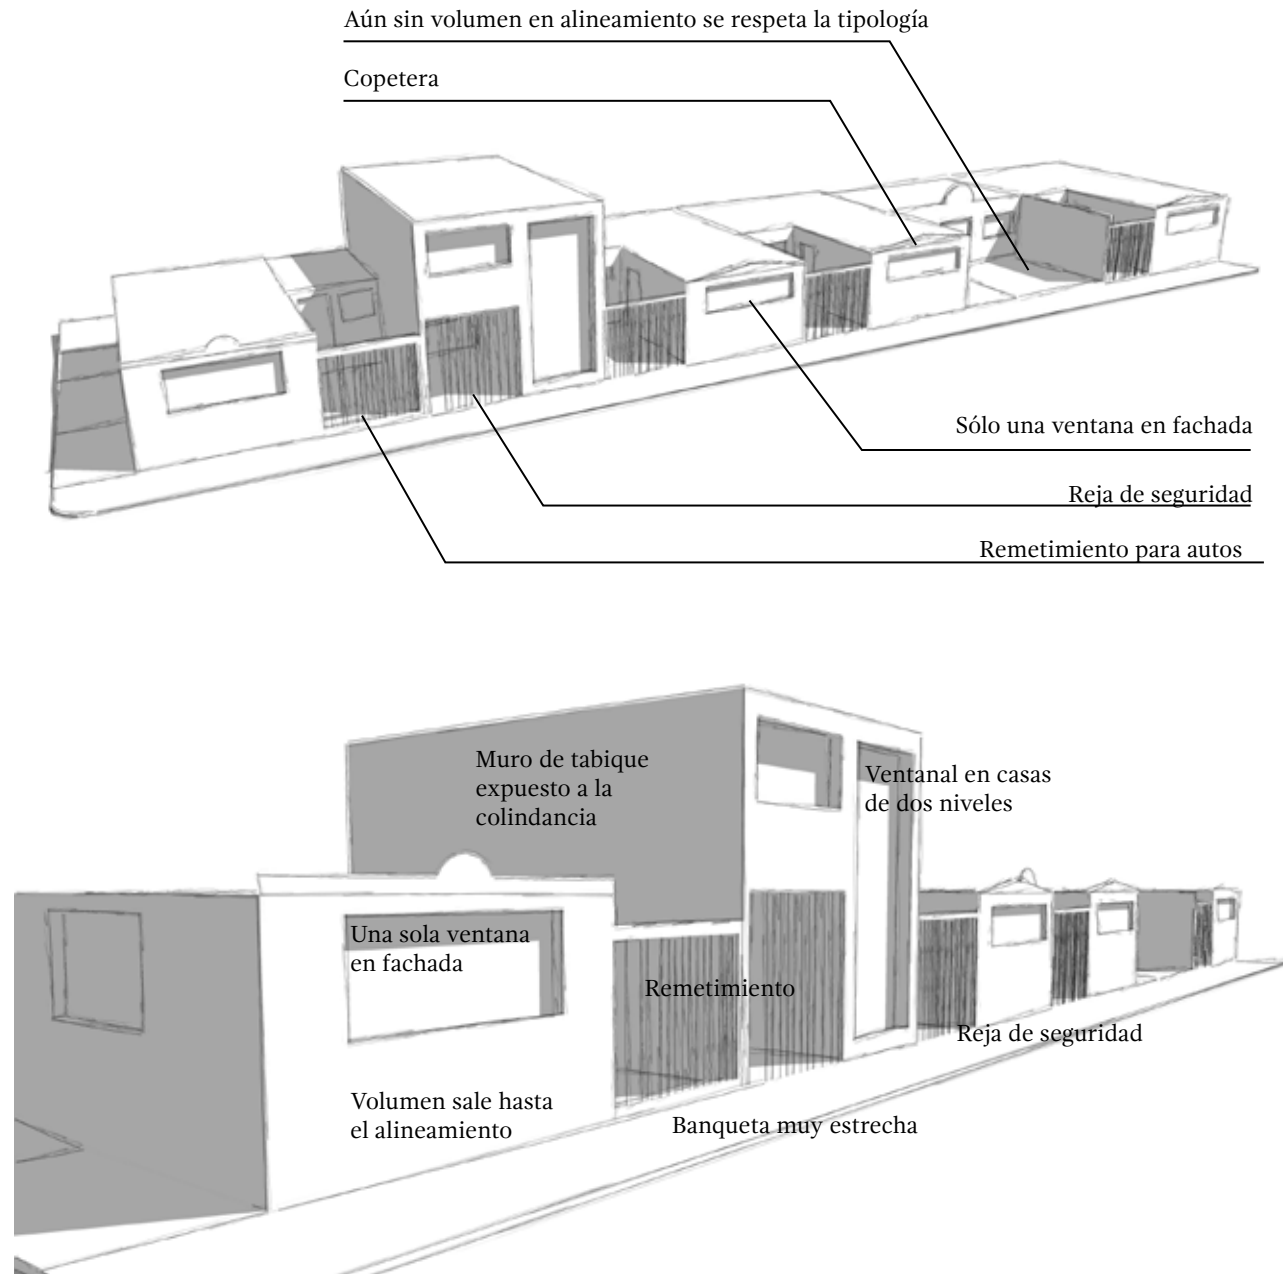 Aún sin volumen en alineamiento se respeta la tipología
Copetera
Sólo una ventana en fachada
Reja de seguridad
Remetimiento para autos
Muro de tabique
expuesto a la
colindancia
Ventanal en casas
de dos niveles
Una sola ventana
en fachada
Remetimiento
Reja de seguridad
Volumen sale hasta
el alineamiento
Banqueta muy estrecha